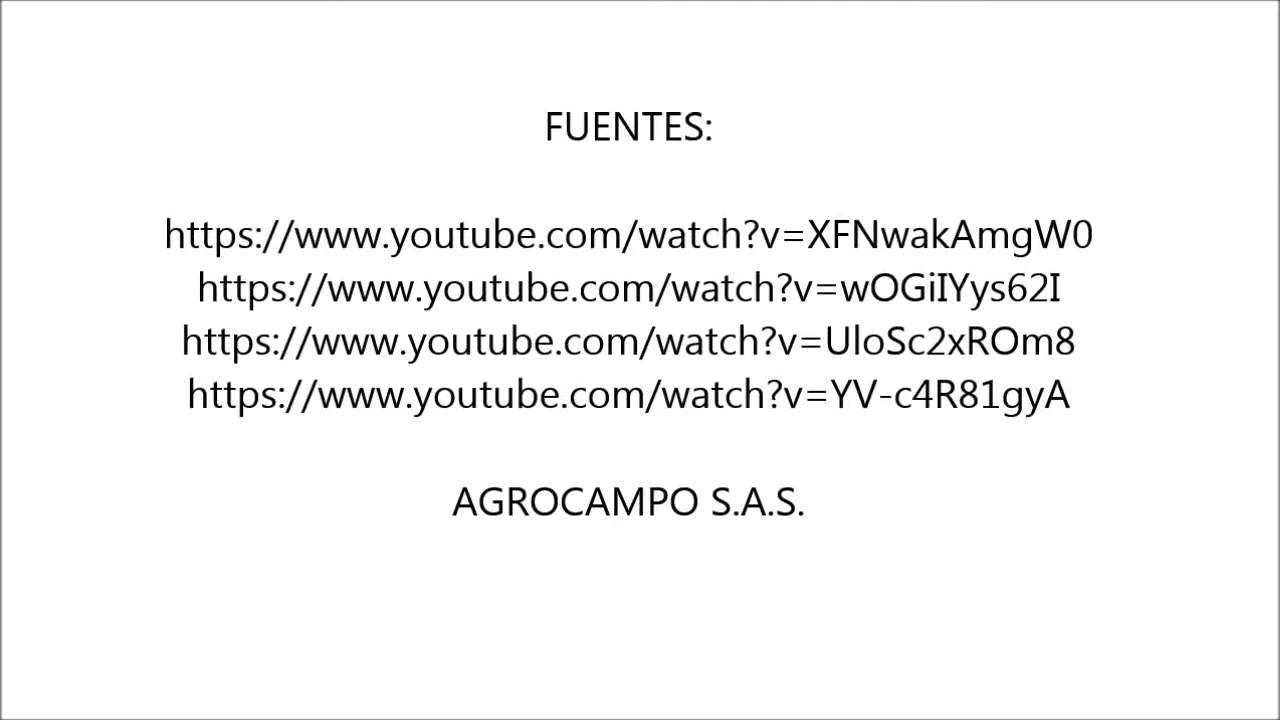 FUENTES:
https://www.youtube.com/watch?v=XFNwakAmgW0
https://www.youtube.com/watch?v=wOGiIYys62I
https://www.youtube.com/watch?v=UloSc2xROm8
https://www.youtube.com/watch?v=YV-c4R81gyA
AGROCAMPO S.A.S.